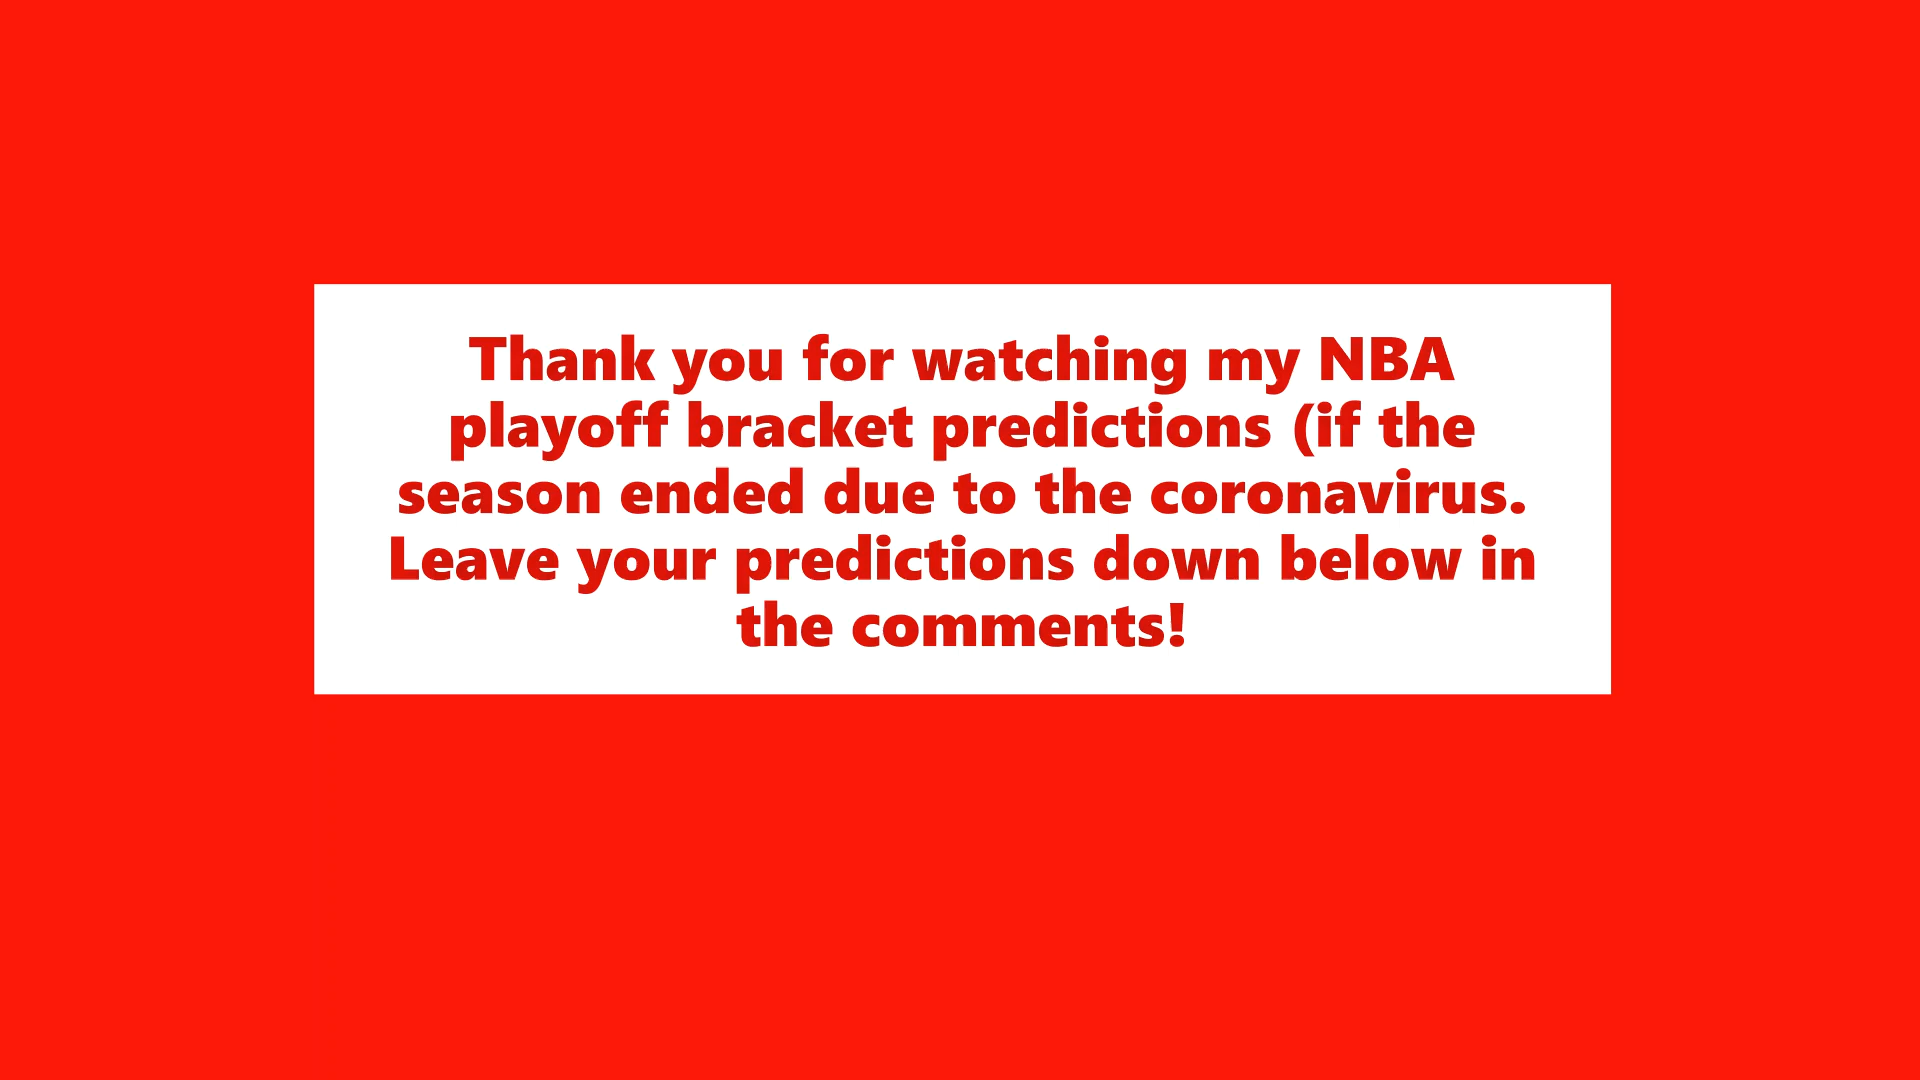 Thank you for watching my NBA
playoff bracket predictions (if the
season ended due to the coronavirus.
Leave your predictions down below in
the comments!